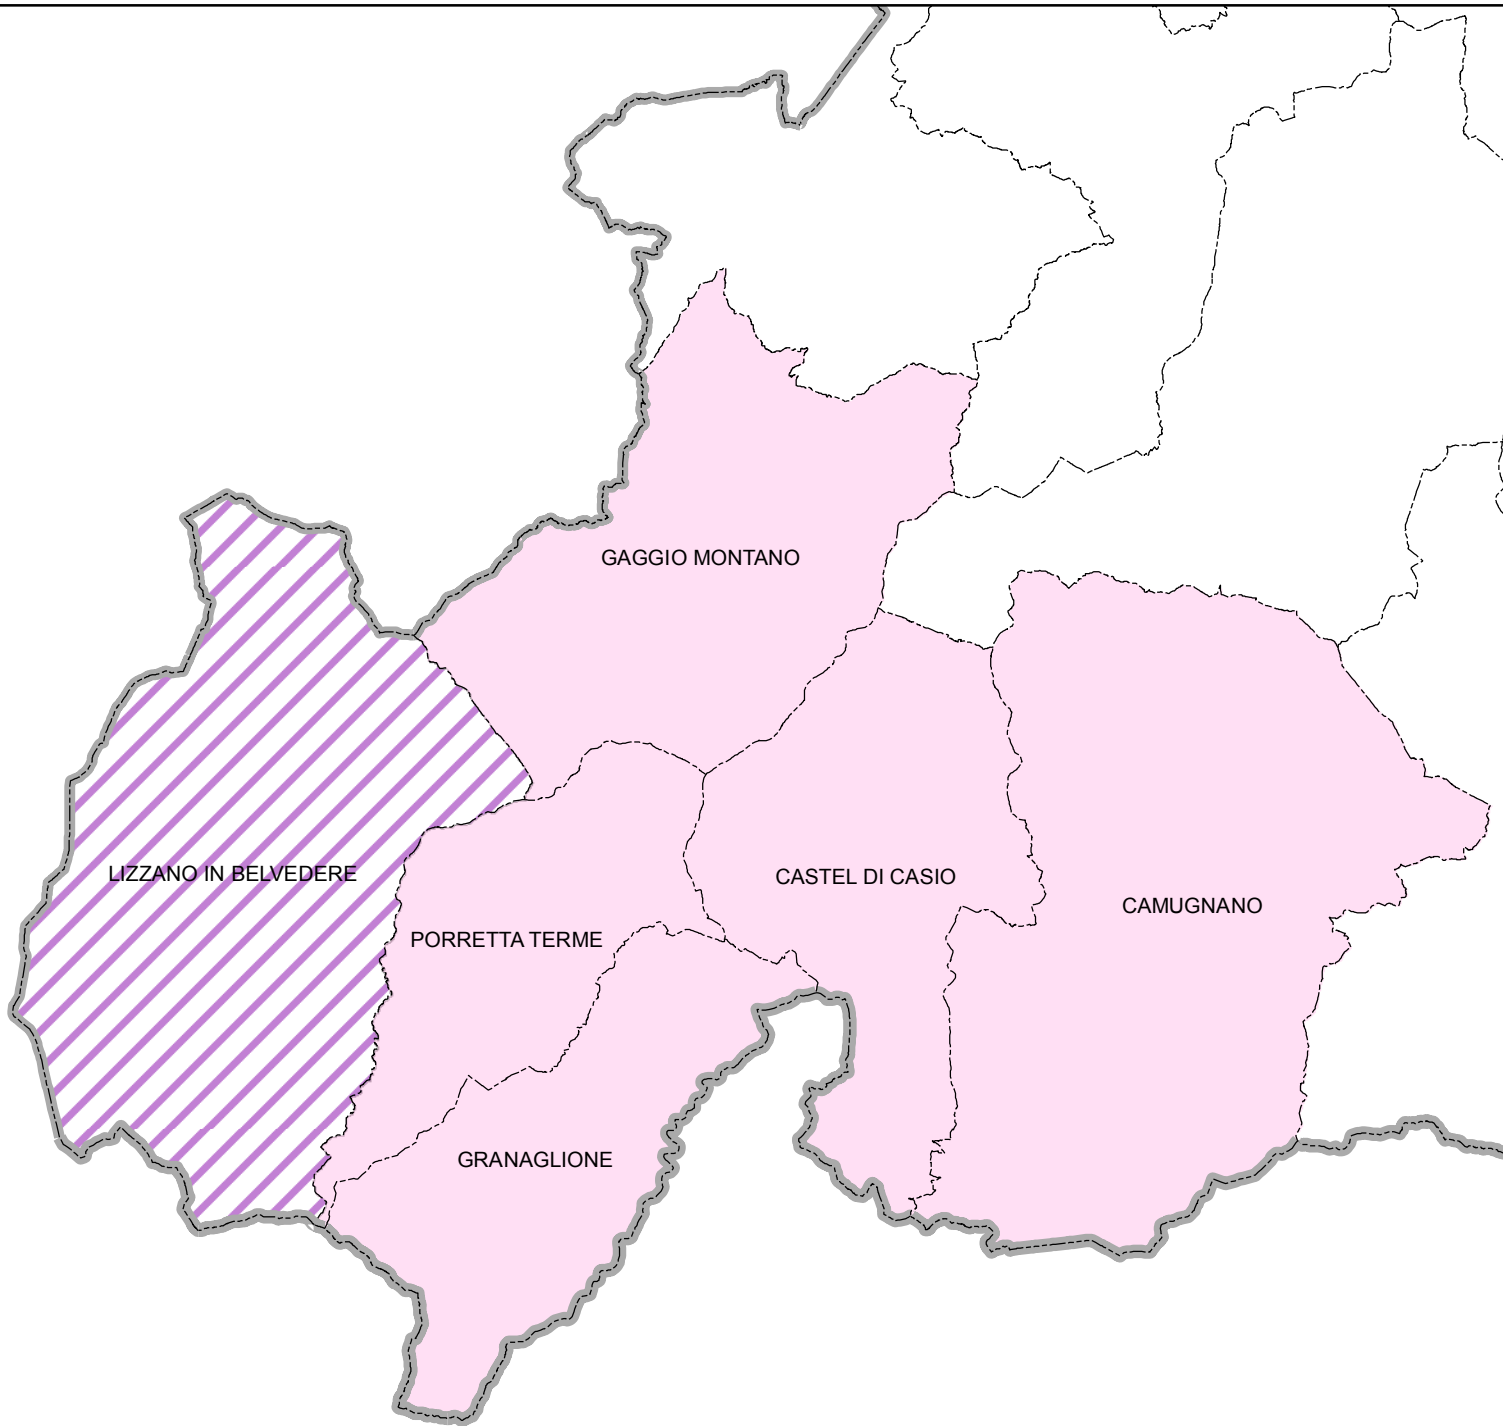 GAGGIO MONTANO
LIZZANO IN BELVEDERE
CASTEL DI CASIO
CAMUGNANO
PORRETTA TERME
GRANAGLIONE